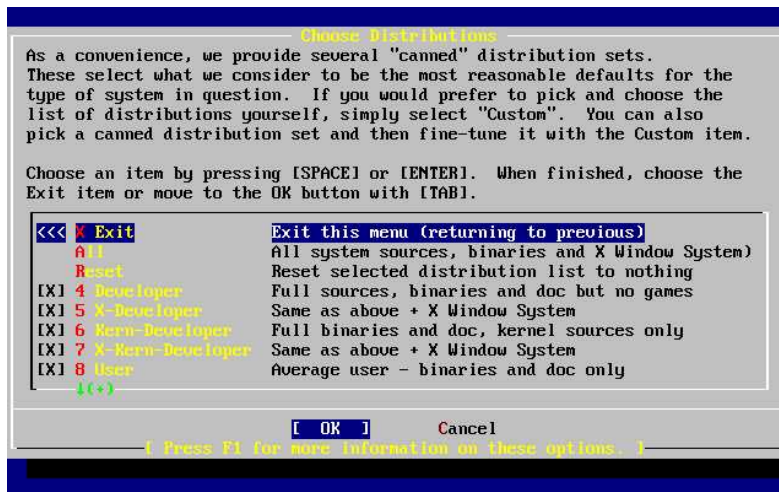 Choose Distributions
As a convenience, we provide several "canned" distribution sets.
These select what we consider to be the most reasonable defaults for the
type of system in question.  If you would prefer to pick and choose the
list of distributions yourself, simply select "Custom".  You can also
pick a canned distribution set and then fine-tune it with the Custom item.
Choose an item by pressing [SPACE] or [ENTER].  When finished, choose the
Exit item or move to the OK button with [TAB].
<<< X Exit Exit this menu (returning to previous)
All All system sources, binaries and X Window System)
Reset Reset selected distribution list to nothing
[X] 4 Developer Full sources, binaries and doc but no games
[X] 5 X-Developer Same as above + X Window System
[X] 6 Kern-Developer Full binaries and doc, kernel sources only
[X] 7 X-Kern-Developer Same as above + X Window System
[X] 8 User Average user - binaries and doc only
↓(+)
[ OK ] Cancel
[ Press F1 for more information on these options. ]